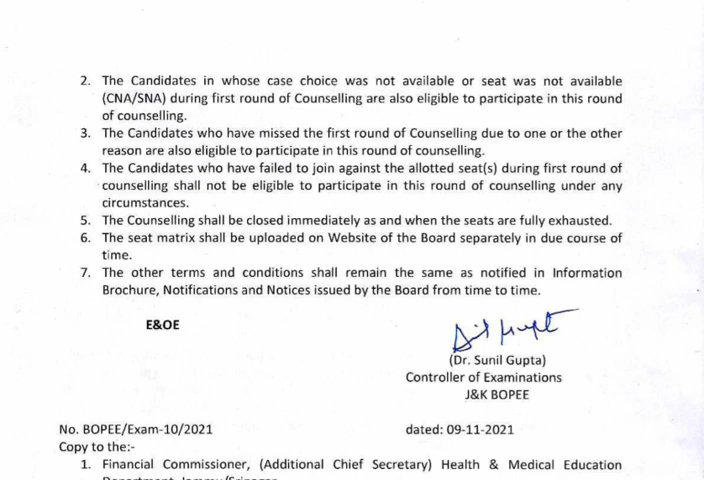 2. The Candidates in whose case choice was not available or seat was not available
(CNA/SNA) during first round of Counselling are also eligible to participate in this round
of counselling.
3. The Candidates who have missed the first round of Counselling due to one or the other
reason are also eligible to participate in this round of counselling.
4. The Candidates who have failed to join against the allotted seat(s) during first round of
counselling shall not be eligible to participate in this round of counselling under any
circumstances.
5. The Counselling shall be closed immediately as and when the seats are fully exhausted.
6. The seat matrix shall be uploaded on Website of the Board separately in due course of
time.
7. The other terms and conditions shall remain the same as notified in Information
Brochure, Notifications and Notices issued by the Board from time to time.
E&OE
(Dr. Sunil Gupta)
Controller of Examinations
J&K BOPEE
No. BOPEE/Exam-10/2021 dated: 09-11-2021
Copy to the:-
1. Financial Commissioner, (Additional Chief Secretary) Health & Medical Education